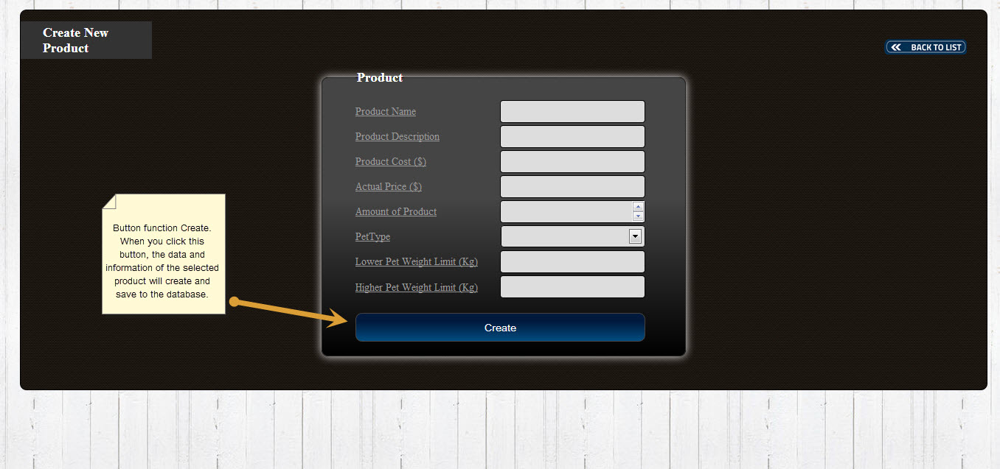 Create New
Product
BACK TO LIST
Product
Product Name
Product Description
Product Cost ($)
Actual Price ($)
Amount of Product
PetType
Lower Pet Weight Limit (Kg)
Higher Pet Weight Limit (Kg)
Create
Button function Create.
When you click this
button, the data and
information of the selected
product will create and
save to the database.